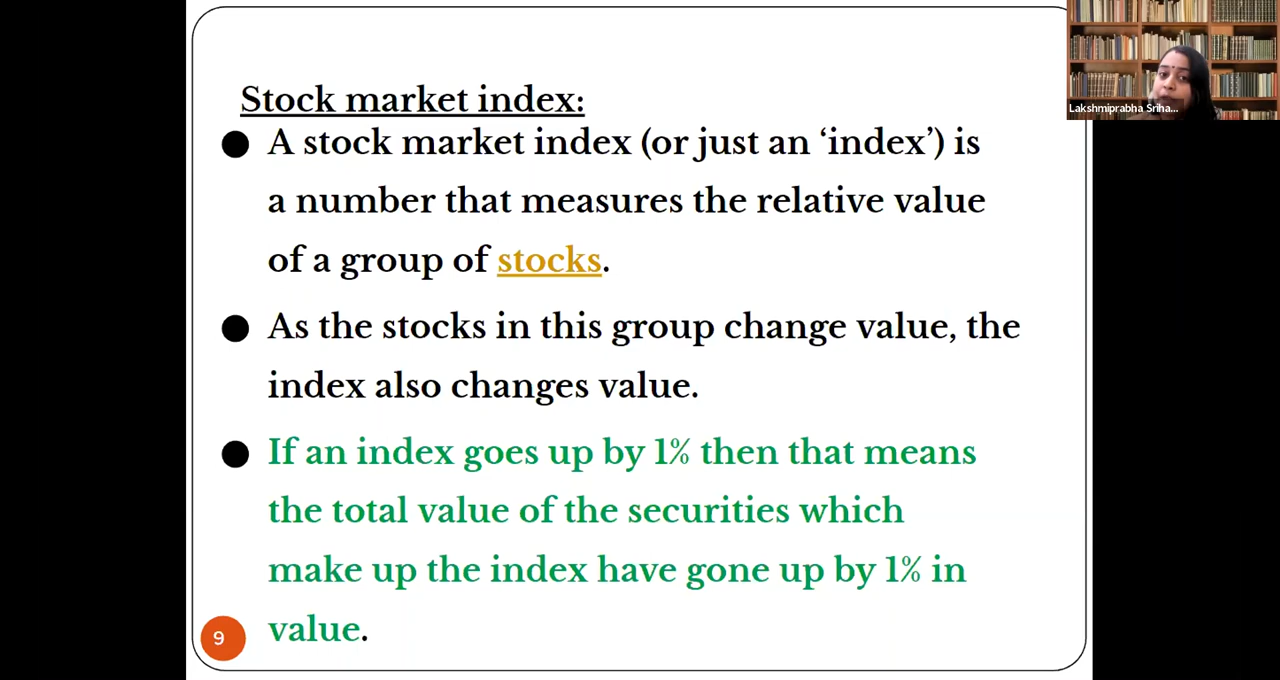 Stock market index:
● A stock market index (or just an ‘index’) is
a number that measures the relative value
of a group of stocks.
● As the stocks in this group change value, the
index also changes value.
● If an index goes up by 1% then that means
the total value of the securities which
make up the index have gone up by 1% in
value.
9
Lakshmiprabha Sriha...